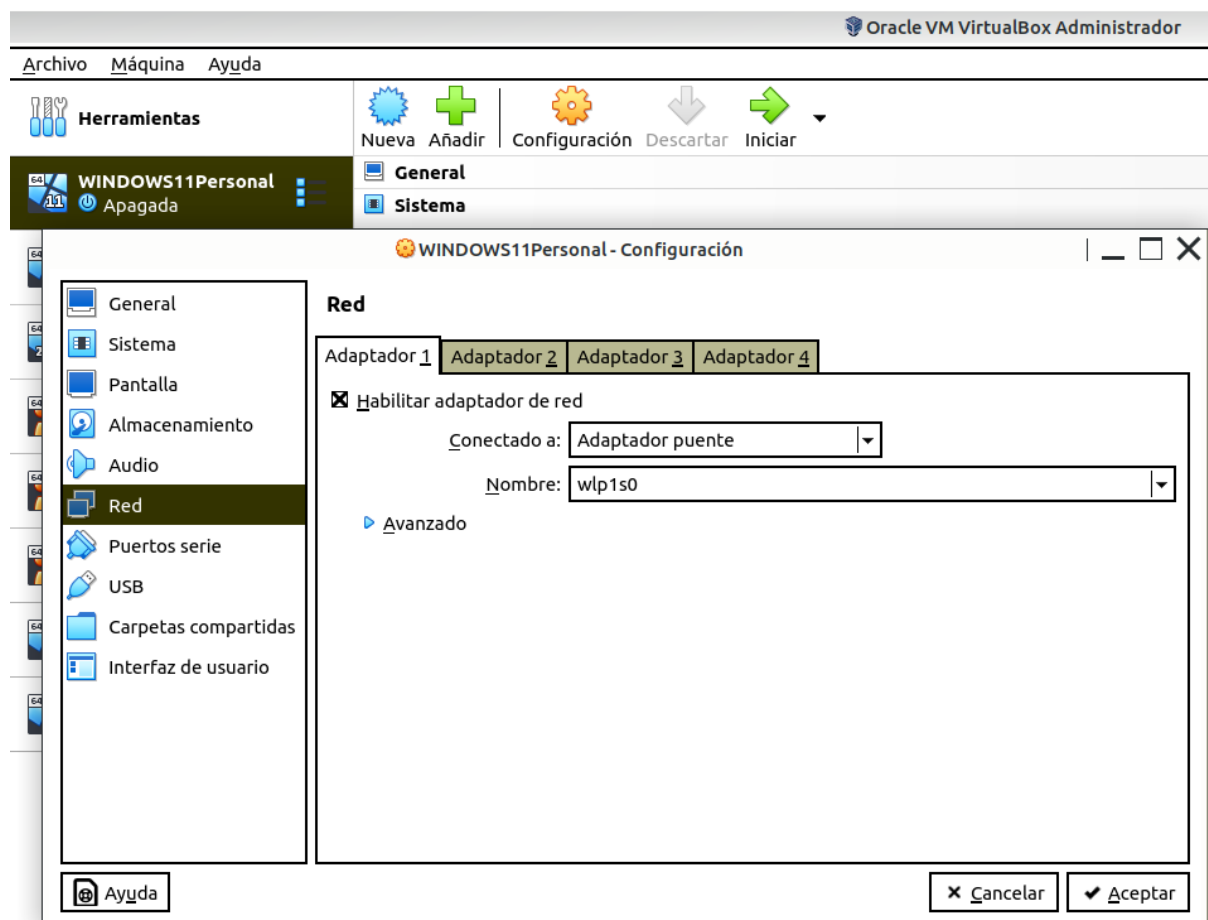 Oracle VM VirtualBox Administrador
Archivo Máquina Ayuda
Herramientas
Nueva Añadir Configuración Descartar Iniciar
64 11 WINDOWS11Personal
Apagada
General
Sistema
WINDOWS11Personal - Configuración
General
Sistema
Pantalla
Almacenamiento
Audio
Red
Puertos serie
USB
Carpetas compartidas
Interfaz de usuario
Red
Adaptador 1 Adaptador 2 Adaptador 3 Adaptador 4
Habilitar adaptador de red
Conectado a: Adaptador puente
Nombre: wlp1s0
Avanzado
Ayuda Cancelar Aceptar